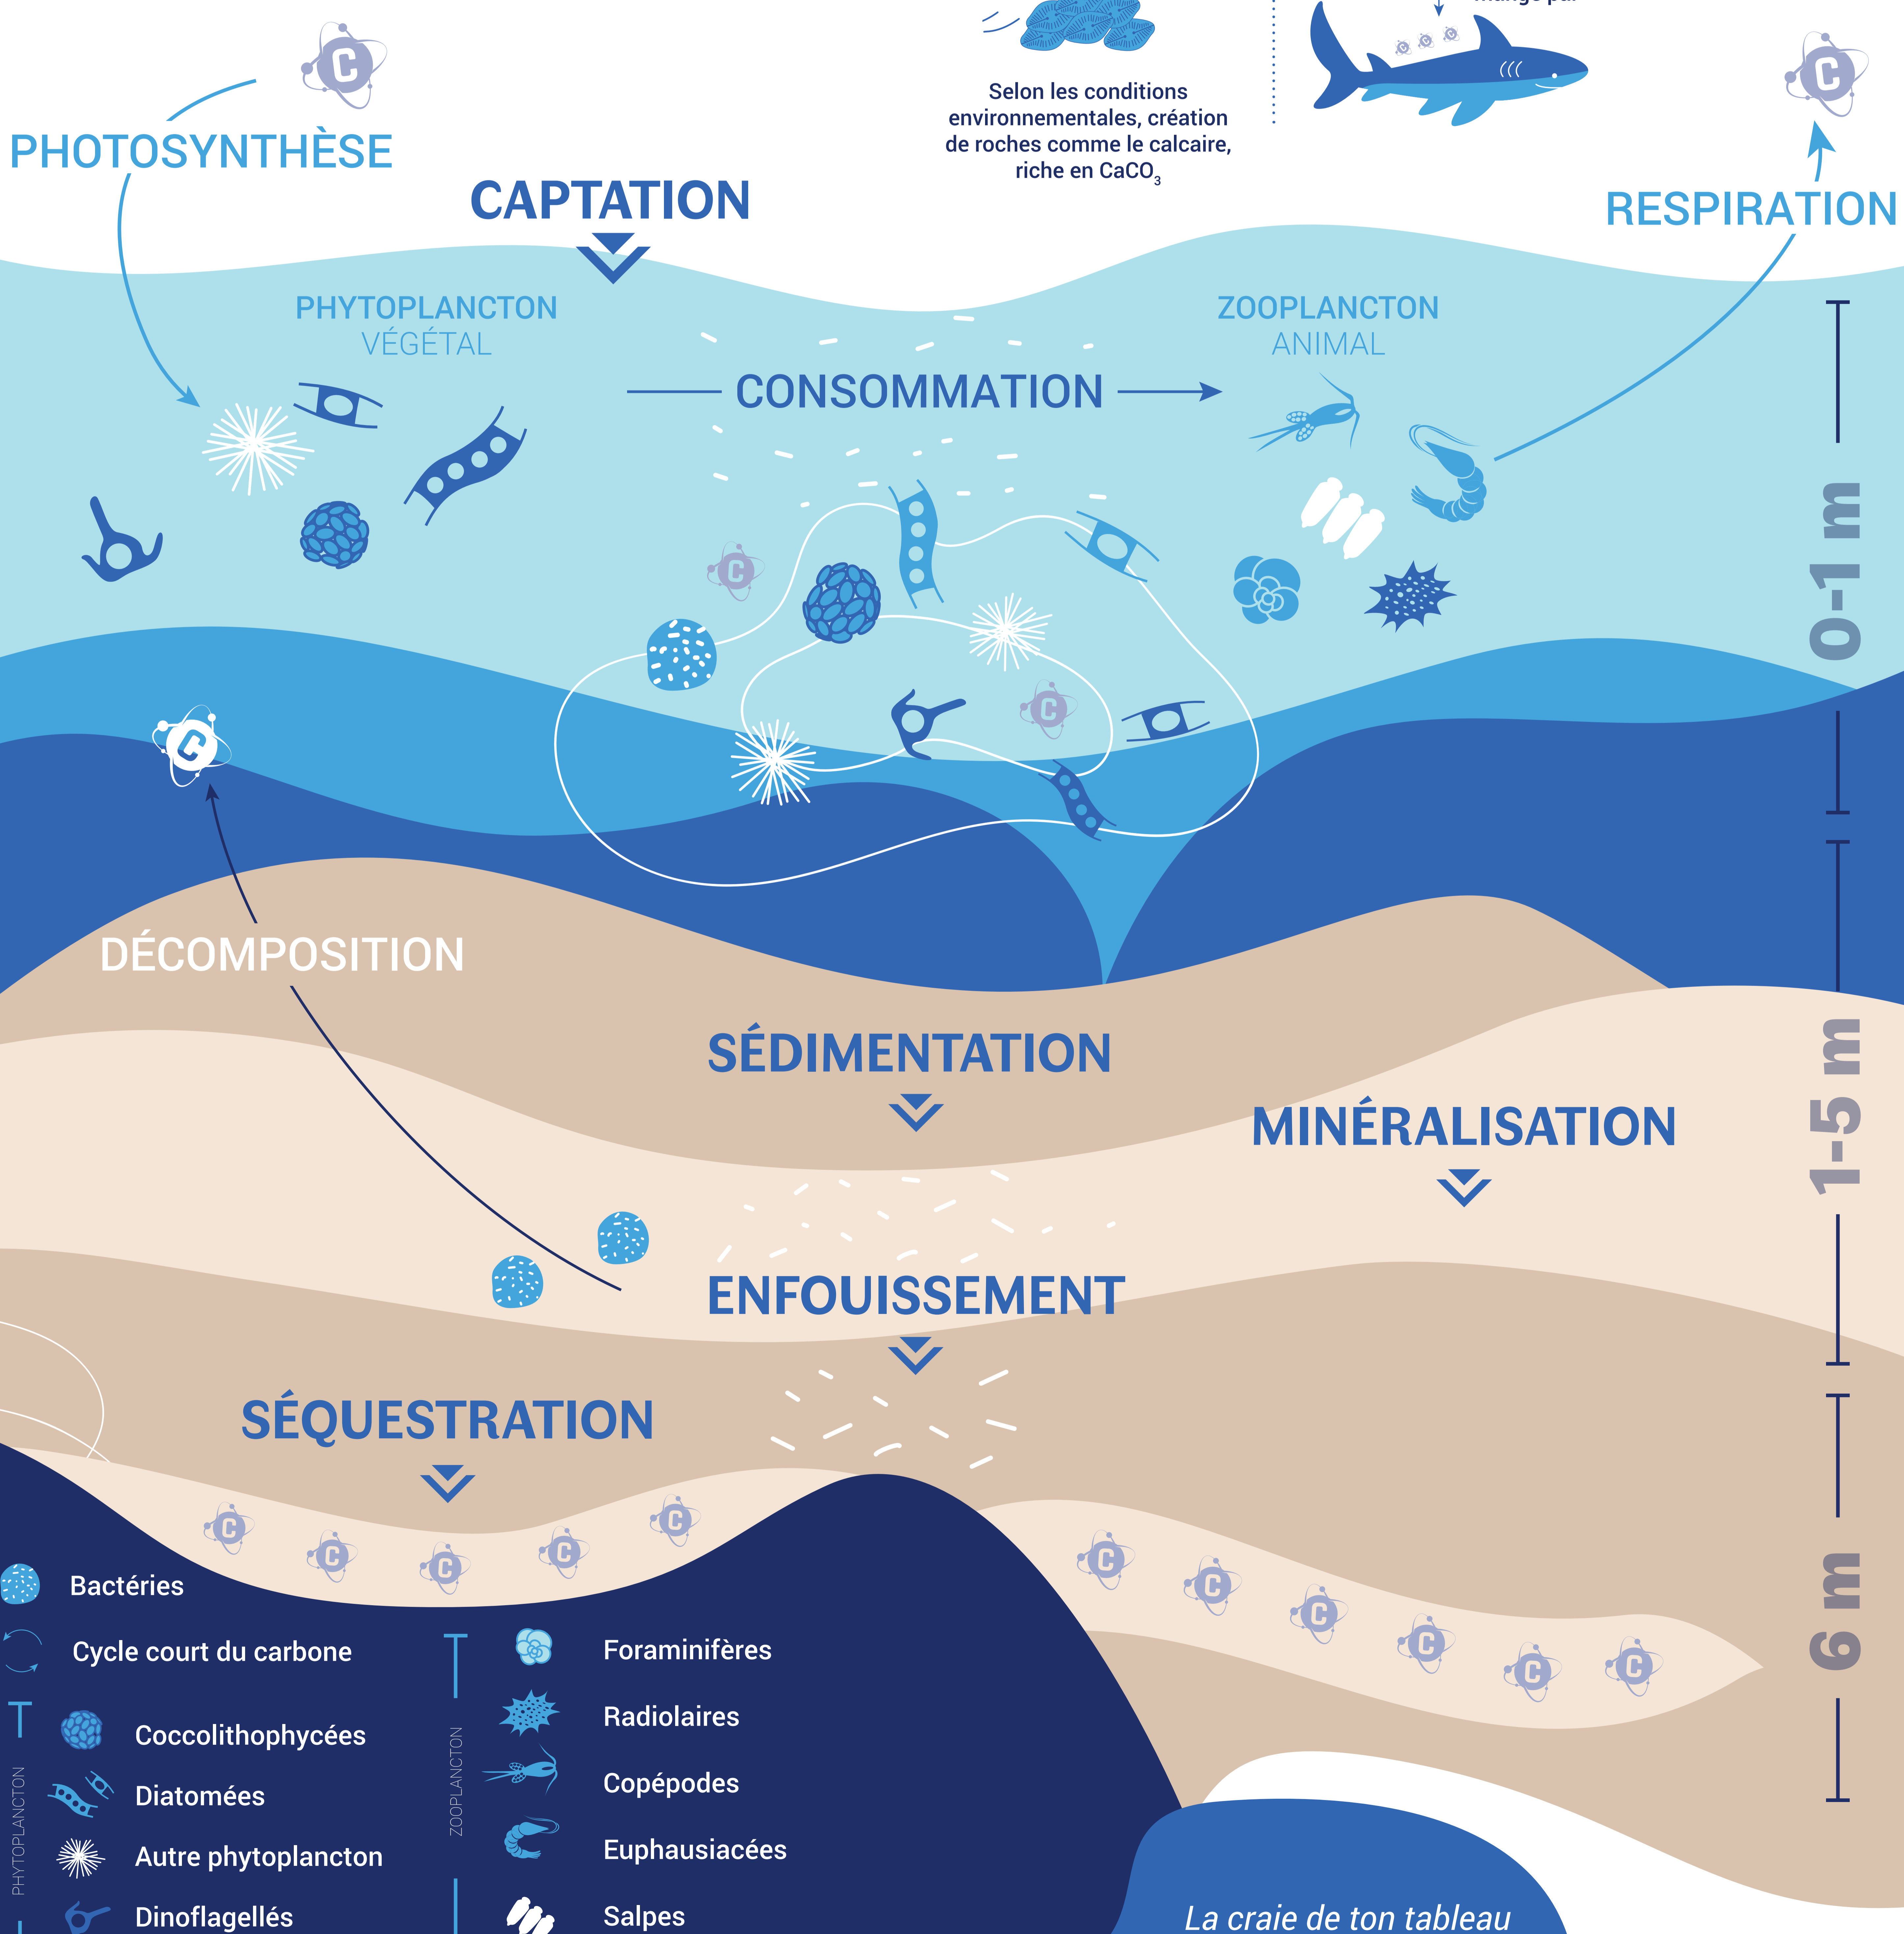 mangé par
Selon les conditions
environnementales, création
de roches comme le calcaire,
riche en CaCO₃
C
C
PHOTOSYNTHÈSE
CAPTATION
RESPIRATION
PHYTOPLANCTON
VÉGÉTAL
ZOOPLANCTON
ANIMAL
CONSOMMATION
0-1 m
C
C
C
DÉCOMPOSITION
SÉDIMENTATION
MINÉRALISATION
1-5 m
ENFOUISSEMENT
SÉQUESTRATION
C
C
C
C
C
C
C
C
C
C
C
6 m
Bactéries
Cycle court du carbone
PHYTOPLANCTON
Coccolithophycées
Diatomées
Autre phytoplancton
Dinoflagellés
ZOOPLANCTON
Foraminifères
Radiolaires
Copépodes
Euphausiacées
Salpes
La craie de ton tableau